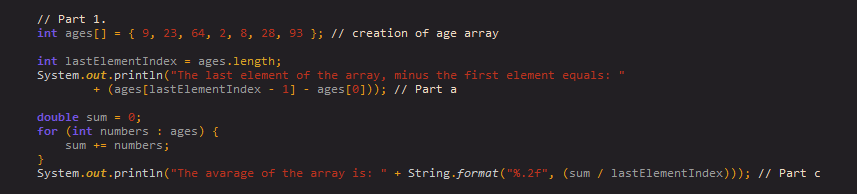 // Part 1.
int ages[] = { 9, 23, 64, 2, 8, 28, 93 }; // creation of age array
int lastElementIndex = ages.length;
System.out.println("The last element of the array, minus the first element equals: "
+ (ages[lastElementIndex - 1] - ages[0])); // Part a
double sum = 0;
for (int numbers : ages) {
sum += numbers;
}
System.out.println("The avarage of the array is: " + String.format("%.2f", (sum / lastElementIndex))); // Part c